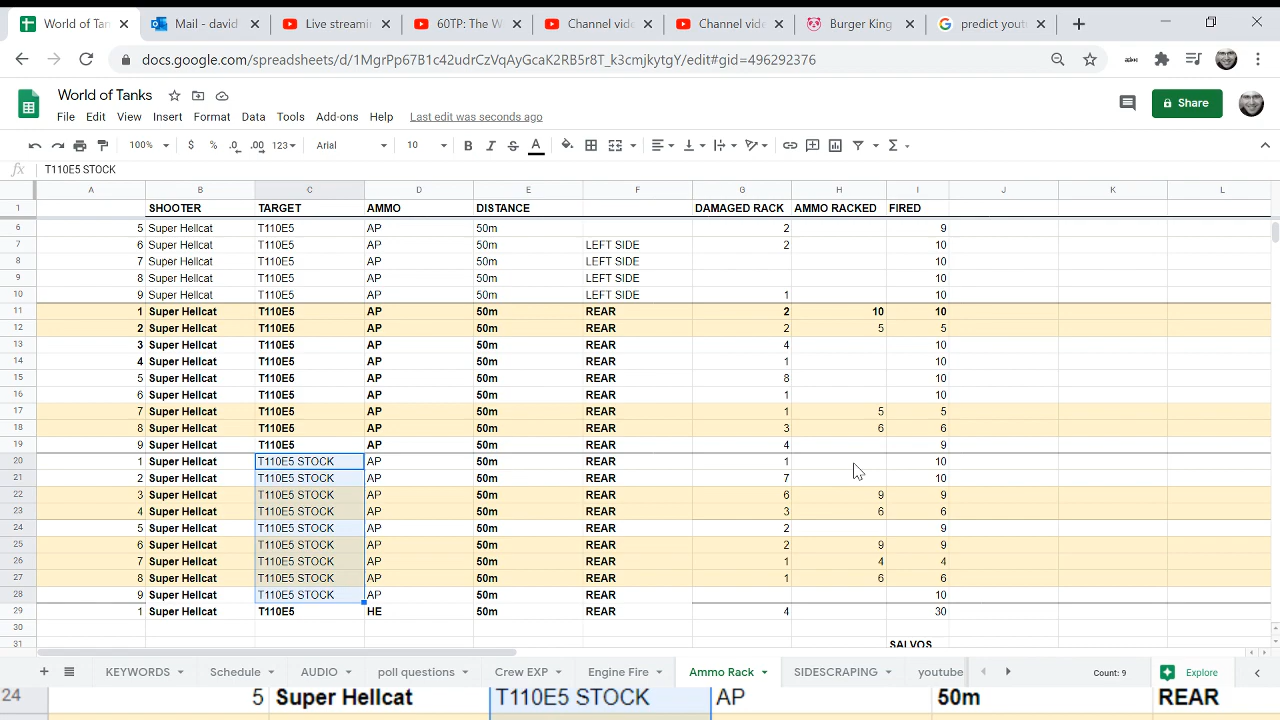 World of Tanks
Mail - david
Live streami
60TP: The W
Channel vide
Channel vide
Burger King
predict yout
docs.google.com/spreadsheets/d/1MgrPp67B1c42udrCzVqAyGcaK2RB5r8T_k3cmjkytgY/edit#gid=496292376
World of Tanks
File Edit View Insert Format Data Tools Add-ons Help Last edit was seconds ago
Share
100% $ % .0 .00 123 Arial 10 B I S A
fx T110E5 STOCK
A B C D E F G H I J K L
1 SHOOTER TARGET AMMO DISTANCE DAMAGED RACK AMMO RACKED FIRED
6 5 Super Hellcat T110E5 AP 50m 2 9
7 6 Super Hellcat T110E5 AP 50m LEFT SIDE 2 10
8 7 Super Hellcat T110E5 AP 50m LEFT SIDE 10
9 8 Super Hellcat T110E5 AP 50m LEFT SIDE 10
10 9 Super Hellcat T110E5 AP 50m LEFT SIDE 1 10
11 1 Super Hellcat T110E5 AP 50m REAR 2 10 10
12 2 Super Hellcat T110E5 AP 50m REAR 2 5 5
13 3 Super Hellcat T110E5 AP 50m REAR 4 10
14 4 Super Hellcat T110E5 AP 50m REAR 1 10
15 5 Super Hellcat T110E5 AP 50m REAR 8 10
16 6 Super Hellcat T110E5 AP 50m REAR 1 10
17 7 Super Hellcat T110E5 AP 50m REAR 1 5 5
18 8 Super Hellcat T110E5 AP 50m REAR 3 6 6
19 9 Super Hellcat T110E5 AP 50m REAR 4 9
20 1 Super Hellcat T110E5 STOCK AP 50m REAR 1 10
21 2 Super Hellcat T110E5 STOCK AP 50m REAR 7 10
22 3 Super Hellcat T110E5 STOCK AP 50m REAR 6 9 9
23 4 Super Hellcat T110E5 STOCK AP 50m REAR 3 6 6
24 5 Super Hellcat T110E5 STOCK AP 50m REAR 2 9
25 6 Super Hellcat T110E5 STOCK AP 50m REAR 2 9 9
26 7 Super Hellcat T110E5 STOCK AP 50m REAR 1 4 4
27 8 Super Hellcat T110E5 STOCK AP 50m REAR 1 6 6
28 9 Super Hellcat T110E5 STOCK AP 50m REAR 10
29 1 Super Hellcat T110E5 HE 50m REAR 4 30
30
31 SALVOS
KEYWORDS Schedule AUDIO poll questions Crew EXP Engine Fire Ammo Rack SIDESCRAPING youtube Count: 9 Explore
24 5 Super Hellcat T110E5 STOCK AP 50m REAR